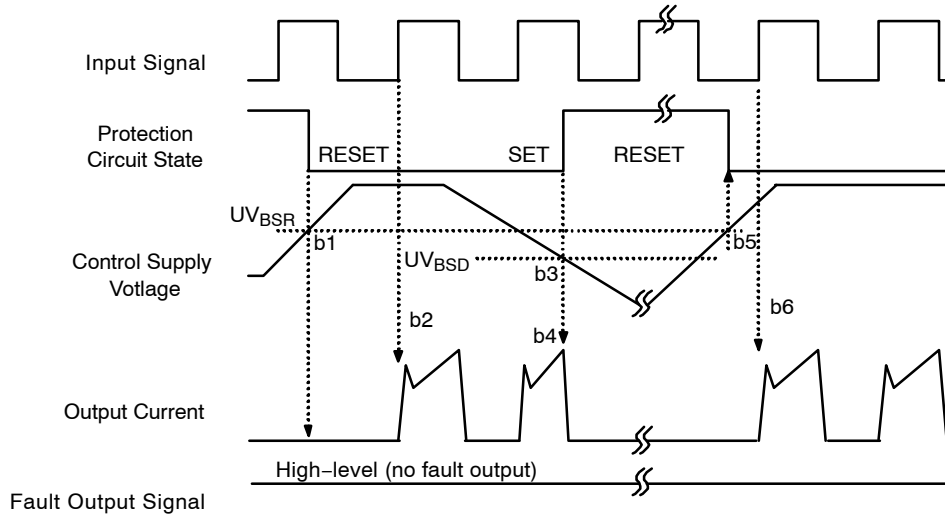 Input Signal
Protection
Circuit State
RESET
SET
RESET
UVBSR
b1
b5
UVBSD
b3
Control Supply
Votlage
b2
b4
b6
Output Current
High−level (no fault output)
Fault Output Signal